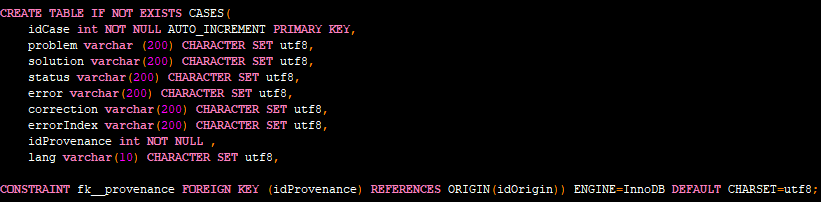 CREATE TABLE IF NOT EXISTS CASES(
idCase int NOT NULL AUTO_INCREMENT PRIMARY KEY,
problem varchar (200) CHARACTER SET utf8,
solution varchar(200) CHARACTER SET utf8,
status varchar(200) CHARACTER SET utf8,
error varchar(200) CHARACTER SET utf8,
correction varchar(200) CHARACTER SET utf8,
errorIndex varchar(200) CHARACTER SET utf8,
idProvenance int NOT NULL ,
lang varchar(10) CHARACTER SET utf8,
CONSTRAINT fk__provenance FOREIGN KEY (idProvenance) REFERENCES ORIGIN(idOrigin)) ENGINE=InnoDB DEFAULT CHARSET=utf8;